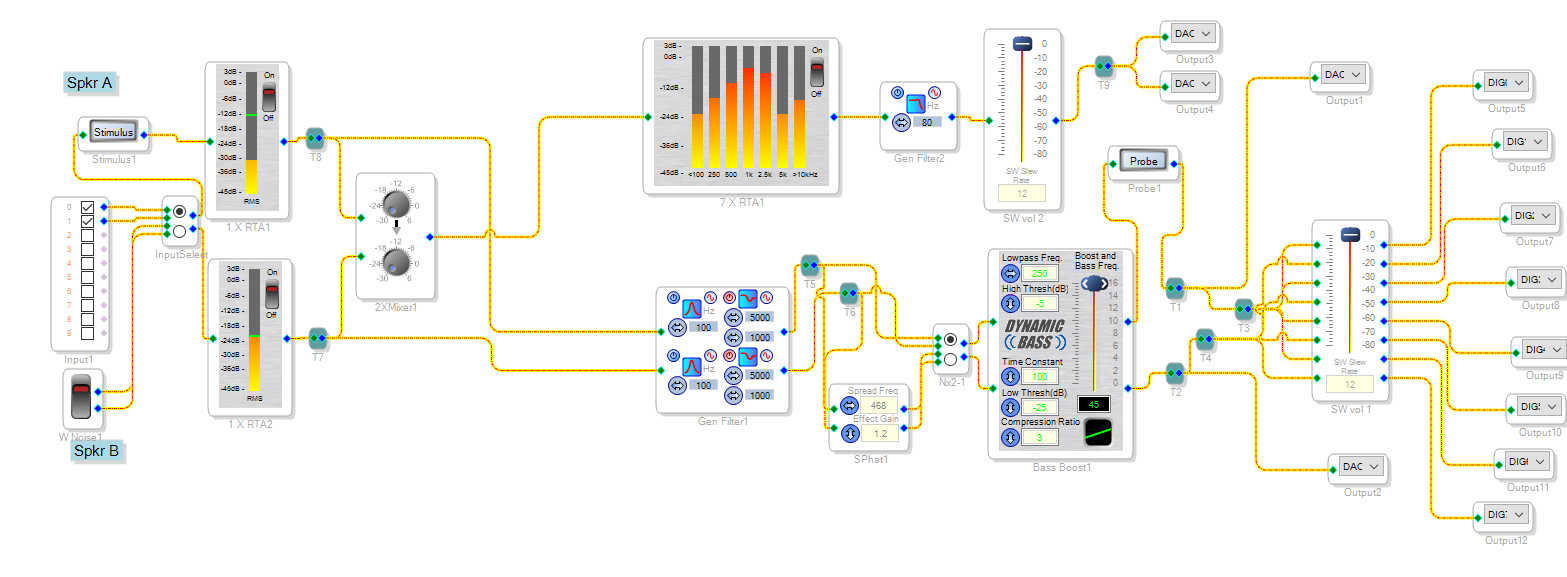 Spkr A
Stimulus
Stimulus1
0
1
2
3
4
5
6
7
8
9
Input1
InputSelect
W Noise1
Spkr B
3dB -
0dB -
-6dB -
-12dB -
-18dB -
-24dB -
-36dB -
-45dB -
On
Off
RMS
1 X RTA1
3dB -
0dB -
-6dB -
-12dB -
-18dB -
-24dB -
-36dB -
-45dB -
On
Off
RMS
1 X RTA2
T8
T7
-12
-18
-6
-24
0
-30
6
-12
-18
-6
-24
0
-30
6
2XMixer1
3dB -
0dB -
-12dB -
-24dB -
-36dB -
-45dB -
<100 250 500 1k 2.5k 5k >10kHz
On
Off
7 X RTA1
Hz
80
Gen Filter2
0
-10
-20
-30
-40
-50
-60
-70
-80
SW Slew
Rate
12
SW vol 2
T9
DAC
Output3
DAC
Output4
Hz
100
5000
1000
Hz
100
5000
1000
Gen Filter1
T5
T6
Spread Freq
468
Effect Gain
1.2
SPhat1
Nx2-1
Lowpass Freq.
250
High Thresh(dB)
-5
DYNAMIC
BASS
Time Constant
100
Low Thresh(dB)
-25
Compression Ratio
3
Boost and
Bass Freq.
16
14
12
10
8
6
4
2
0
45
Bass Boost1
Probe
Probe1
T1
T3
T4
T2
DAC
Output1
DAC
Output2
0
-10
-20
-30
-40
-50
-60
-70
-80
SW Slew
Rate
12
SW vol 1
Output5
Output6
Output7
Output8
Output9
Output10
Output11
Output12